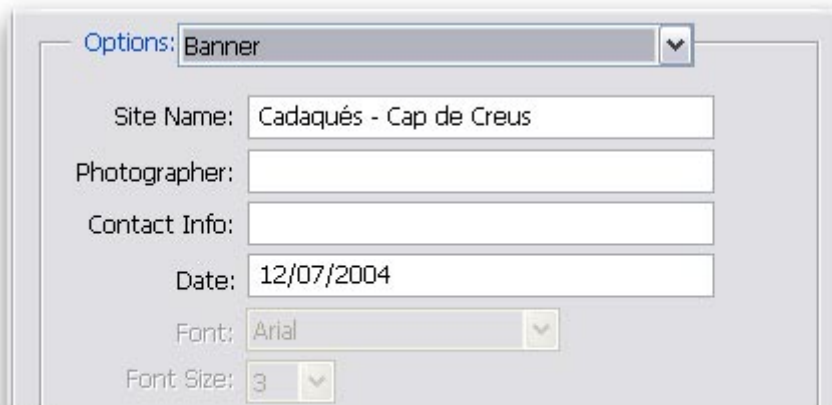 Options: Banner
Site Name: Cadaqués - Cap de Creus
Photographer:
Contact Info:
Date: 12/07/2004
Font: Arial
Font Size: 3